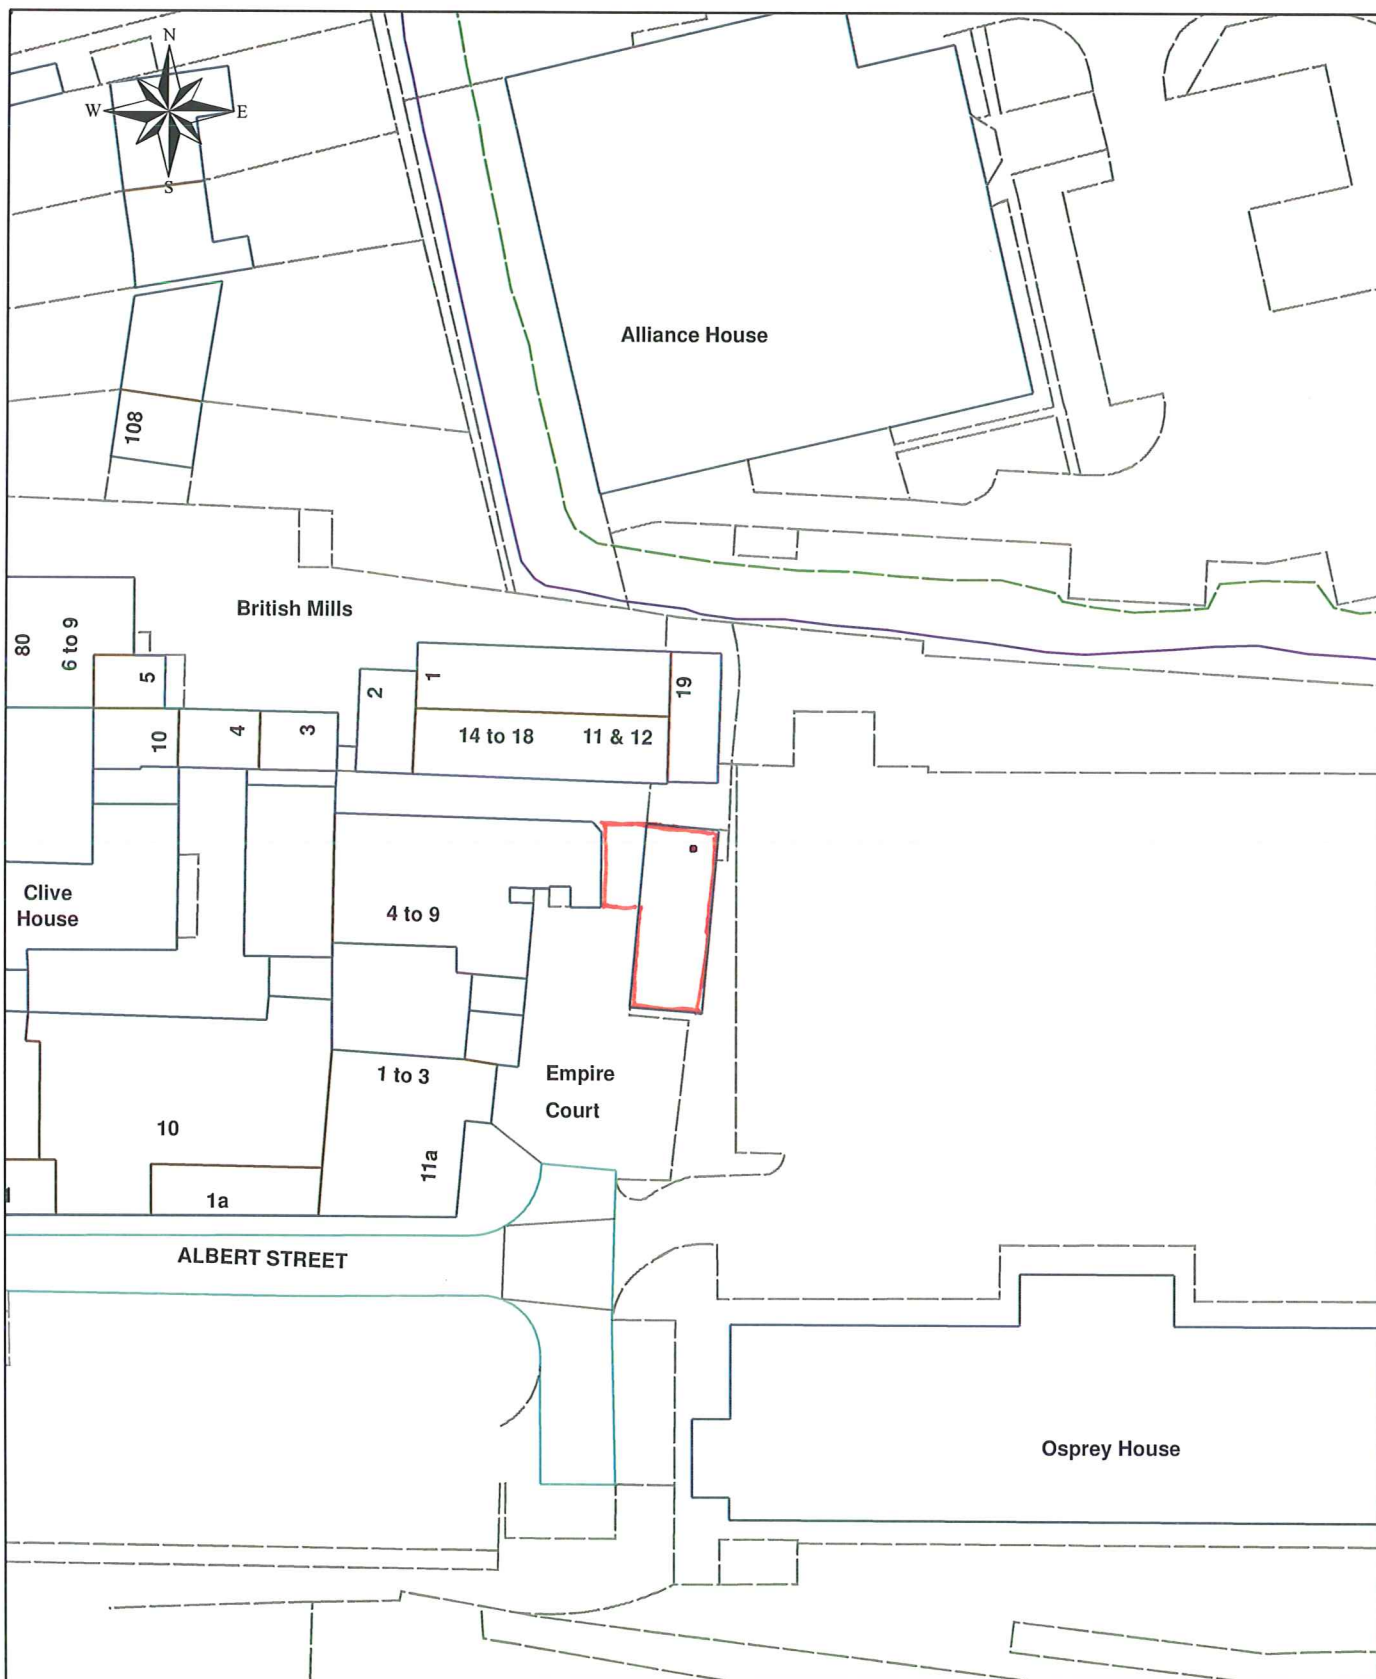 N
W E
S
Alliance House
108
British Mills
80
6 to 9
5
2
1
19
10
4
3
14 to 18
11 & 12
Clive
House
4 to 9
1 to 3
Empire
Court
10
11a
1a
1
ALBERT STREET
Osprey House